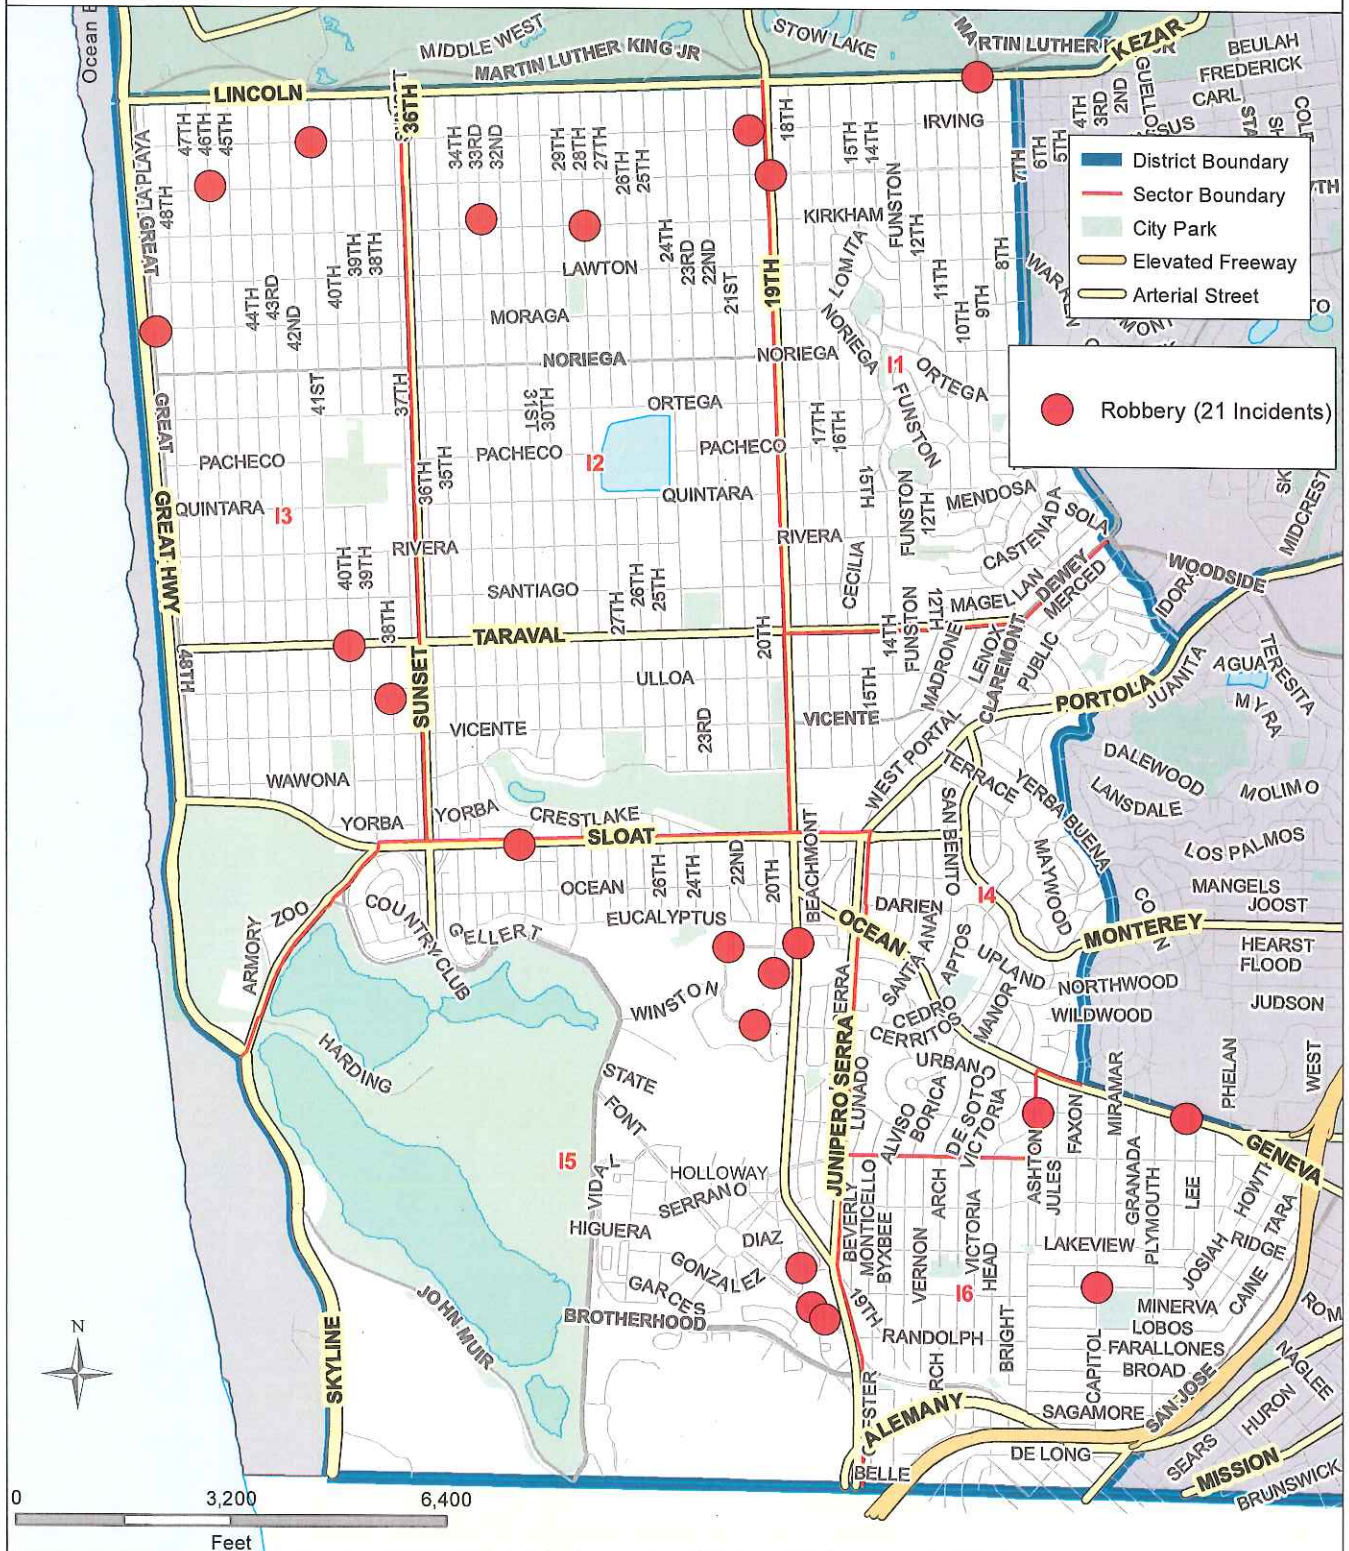 Ocean B
MIDDLE WEST
MARTIN LUTHER KING JR
STOW LAKE
MARTIN LUTHER
KEZAR
BEULAH
FREDERICK
CARL
LINCOLN
36TH
47TH
46TH
45TH
34TH
33RD
32ND
29TH
28TH
27TH
26TH
25TH
18TH
15TH
14TH
IRVING
7TH
6TH
5TH
4TH
3RD
2ND
District Boundary
Sector Boundary
City Park
Elevated Freeway
Arterial Street
LA PLAYA
GREAT
48TH
KIRKHAM
FUNSTON
12TH
LOMITA
LAWTON
24TH
23RD
22ND
21ST
19TH
11TH
8TH
10TH
9TH
39TH
38TH
40TH
44TH
43RD
42ND
MORAGA
NORIEGA
NORIEGA
NORIEGA
I1
ORTEGA
Robbery (21 Incidents)
41ST
37TH
31ST
30TH
ORTEGA
17TH
16TH
FUNSTON
GREAT
PACHECO
PACHECO
I2
PACHECO
36TH
35TH
QUINTARA
I3
QUINTARA
15TH
FUNSTON
12TH
MENDOSA
SOLA
CASTENADA
MIDCREST
GREAT HWY
RIVERA
RIVERA
CECILIA
40TH
39TH
SANTIAGO
26TH
25TH
27TH
MAGELLAN
DEWEY
MERCED
WOODSIDE
IDORA
38TH
TARAVAL
20TH
14TH
FUNSTON
12TH
MADRONE
LENOX
CLAREMONT
PUBLIC
48TH
SUNSET
ULLOA
15TH
PORTOLA
JUANITA
AGUA
TERESITA
MYRA
VICENTE
23RD
VICENTE
WEST PORTAL
DALEWOOD
LANSDALE
MOLIMO
WAWONA
TERRACE
YERBA BUENA
YORBA
YORBA
CRESTLAKE
SLOAT
BEACHMONT
SAN BENITO
MAYWOOD
LOS PALMOS
OCEAN
26TH
24TH
22ND
20TH
MANGELS
JOOST
ZOO
ARMORY
COUNTRY CLUB
GELLERT
EUCALYPTUS
OCEAN
DARIEN
I4
MONTEREY
HEARST
FLOOD
SANTA ANA
APTOS
UPLAND
NORTHWOOD
WINSTON
CEDRO
CERRITOS
MANOR
WILDWOOD
JUDSON
HARDING
STATE
FONT
JUNIPERO SERRA
LUNADO
URBANO
ALVISO
BORICA
DE SOTO
VICTORIA
MIRAMAR
PHELAN
WEST
ASHTON
FAXON
GENEVA
I5
VIDAL
HOLLOWAY
SERRANO
ARCH
JULES
GRANADA
PLYMOUTH
LEE
HOWTH
HIGUERA
DIAZ
BEVERLY
MONTICELLO
BYXBEE
VERNON
VICTORIA
HEAD
LAKEVIEW
JOSIAH
RIDGE
TARA
CAINE
GONZALEZ
GARCES
BROTHERHOOD
19TH
I6
MINERVA
LOBOS
FARALLONES
BROAD
RANDOLPH
BRIGHT
CAPITOL
NAGLEE
JOHN MUIR
SKYLINE
N
ALEMANY
SAGAMORE
SAN JOSE
HURON
DE LONG
BELLE
SEARS
MISSION
BRUNSWICK
0 3,200 6,400
Feet